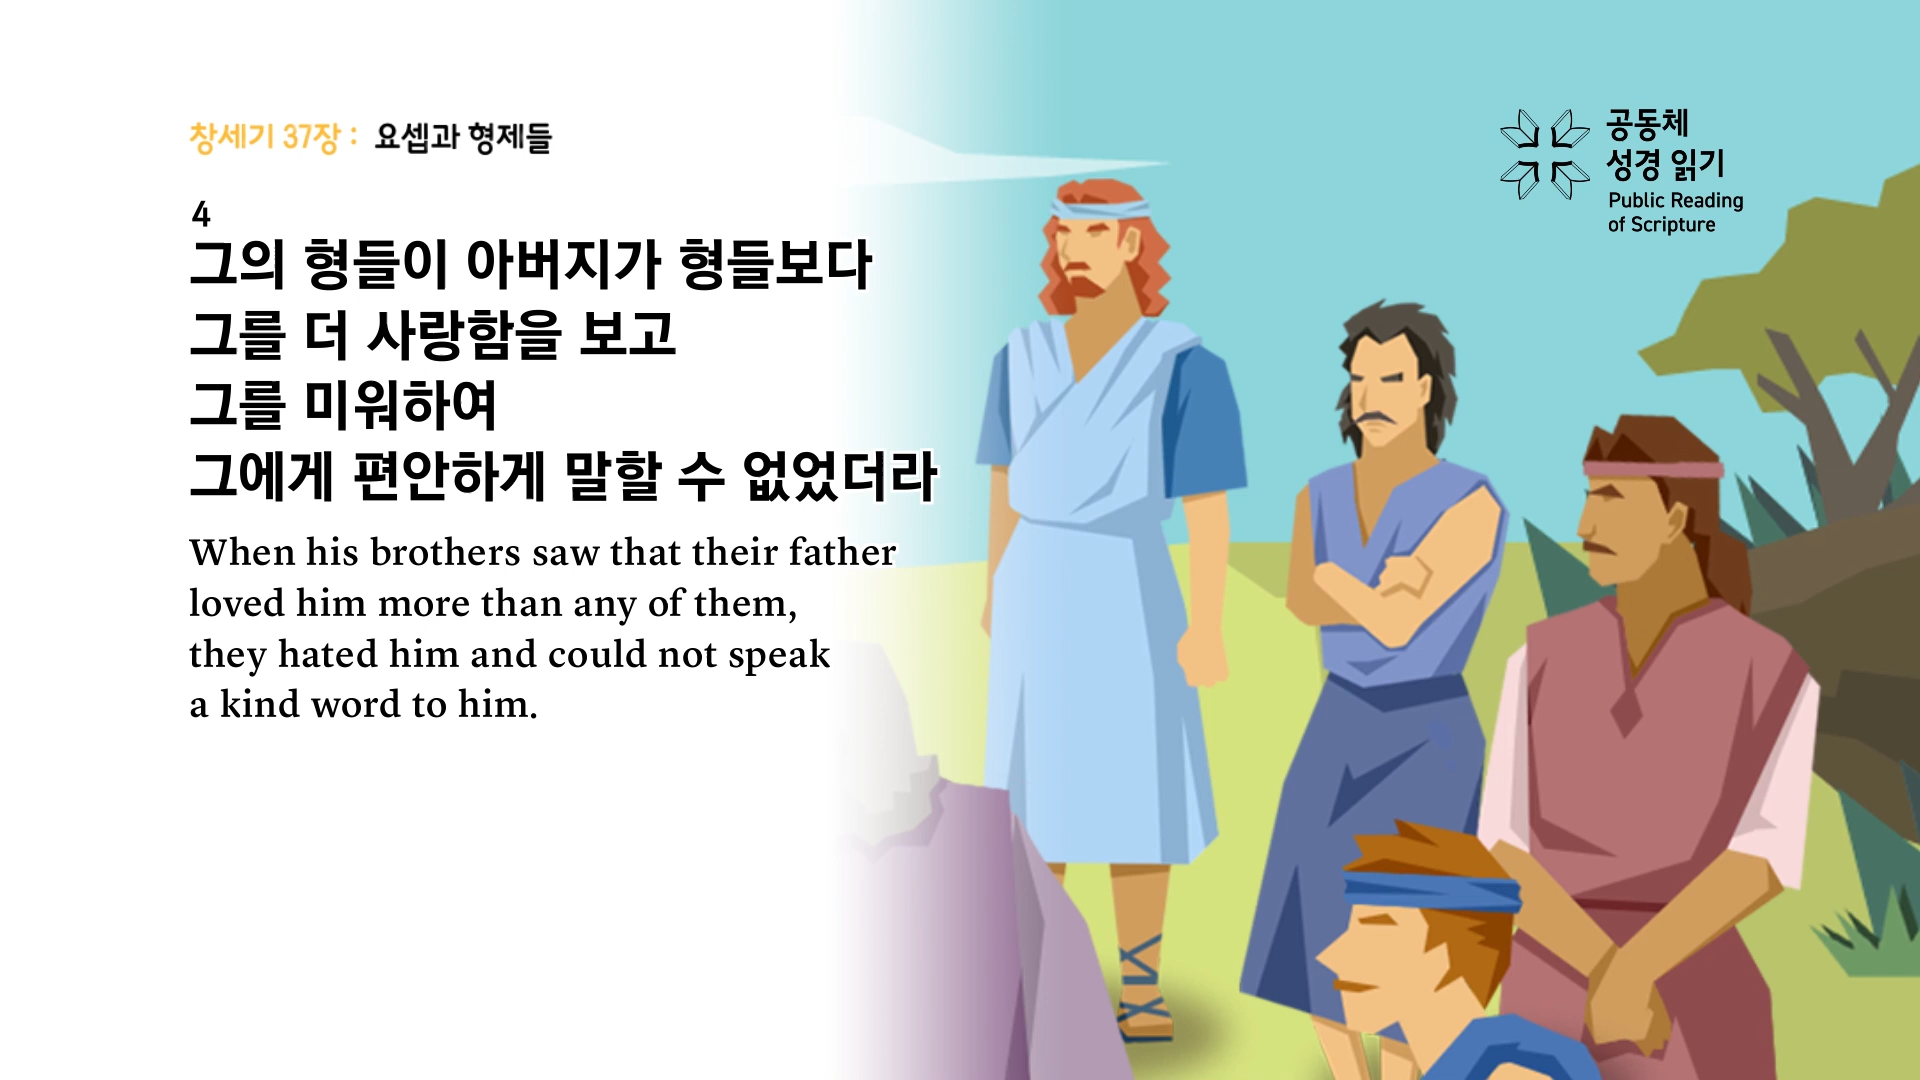 창세기 37장 : 요셉과 형제들
4
그의 형들이 아버지가 형들보다
그를 더 사랑함을 보고
그를 미워하여
그에게 편안하게 말할 수 없었더라
When his brothers saw that their father
loved him more than any of them,
they hated him and could not speak
a kind word to him.
공동체
성경 읽기
Public Reading
of Scripture